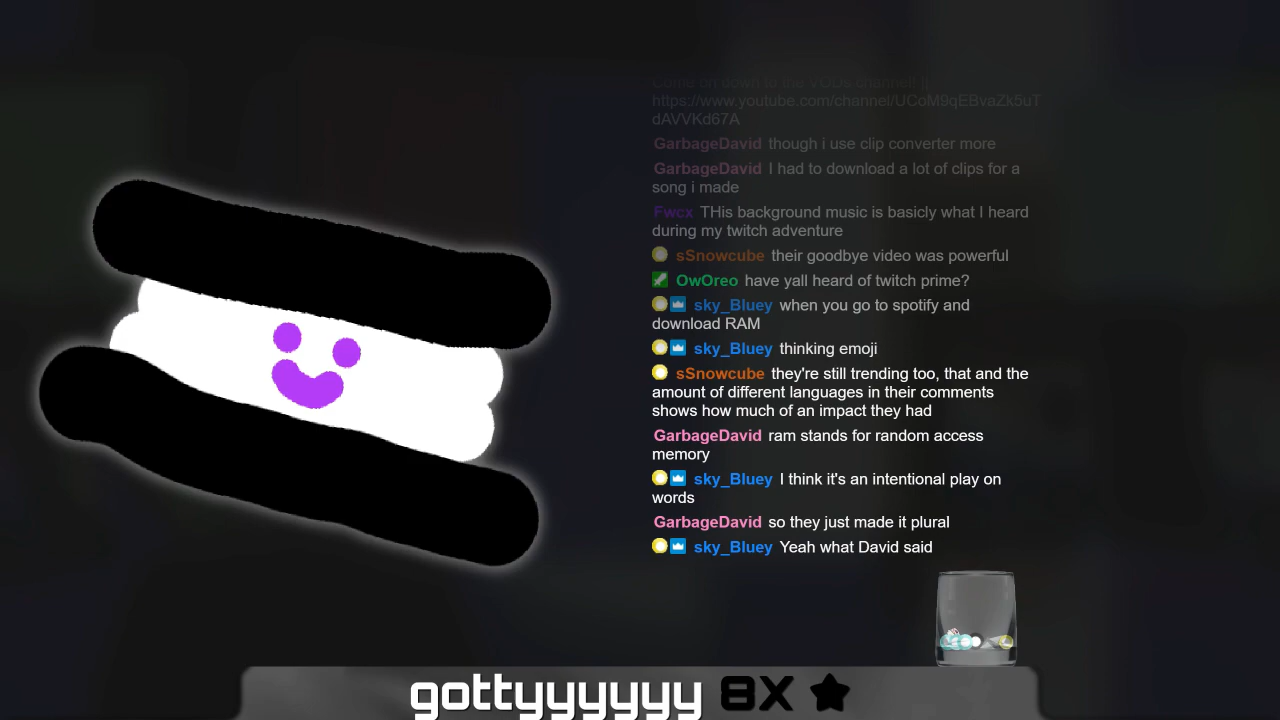 Come on down to the VODs channel! ||
https://www.youtube.com/channel/UCoM9qEBvaZk5uT
dAVVKd67A
GarbageDavid though i use clip converter more
GarbageDavid I had to download a lot of clips for a
song i made
Fwcx THis background music is basicly what I heard
during my twitch adventure
sSnowcube their goodbye video was powerful
OwOreo have yall heard of twitch prime?
sky_Bluey when you go to spotify and
download RAM
sky_Bluey thinking emoji
sSnowcube they're still trending too, that and the
amount of different languages in their comments
shows how much of an impact they had
GarbageDavid ram stands for random access
memory
sky_Bluey I think it's an intentional play on
words
GarbageDavid so they just made it plural
sky_Bluey Yeah what David said
gottyyyyyy 8X